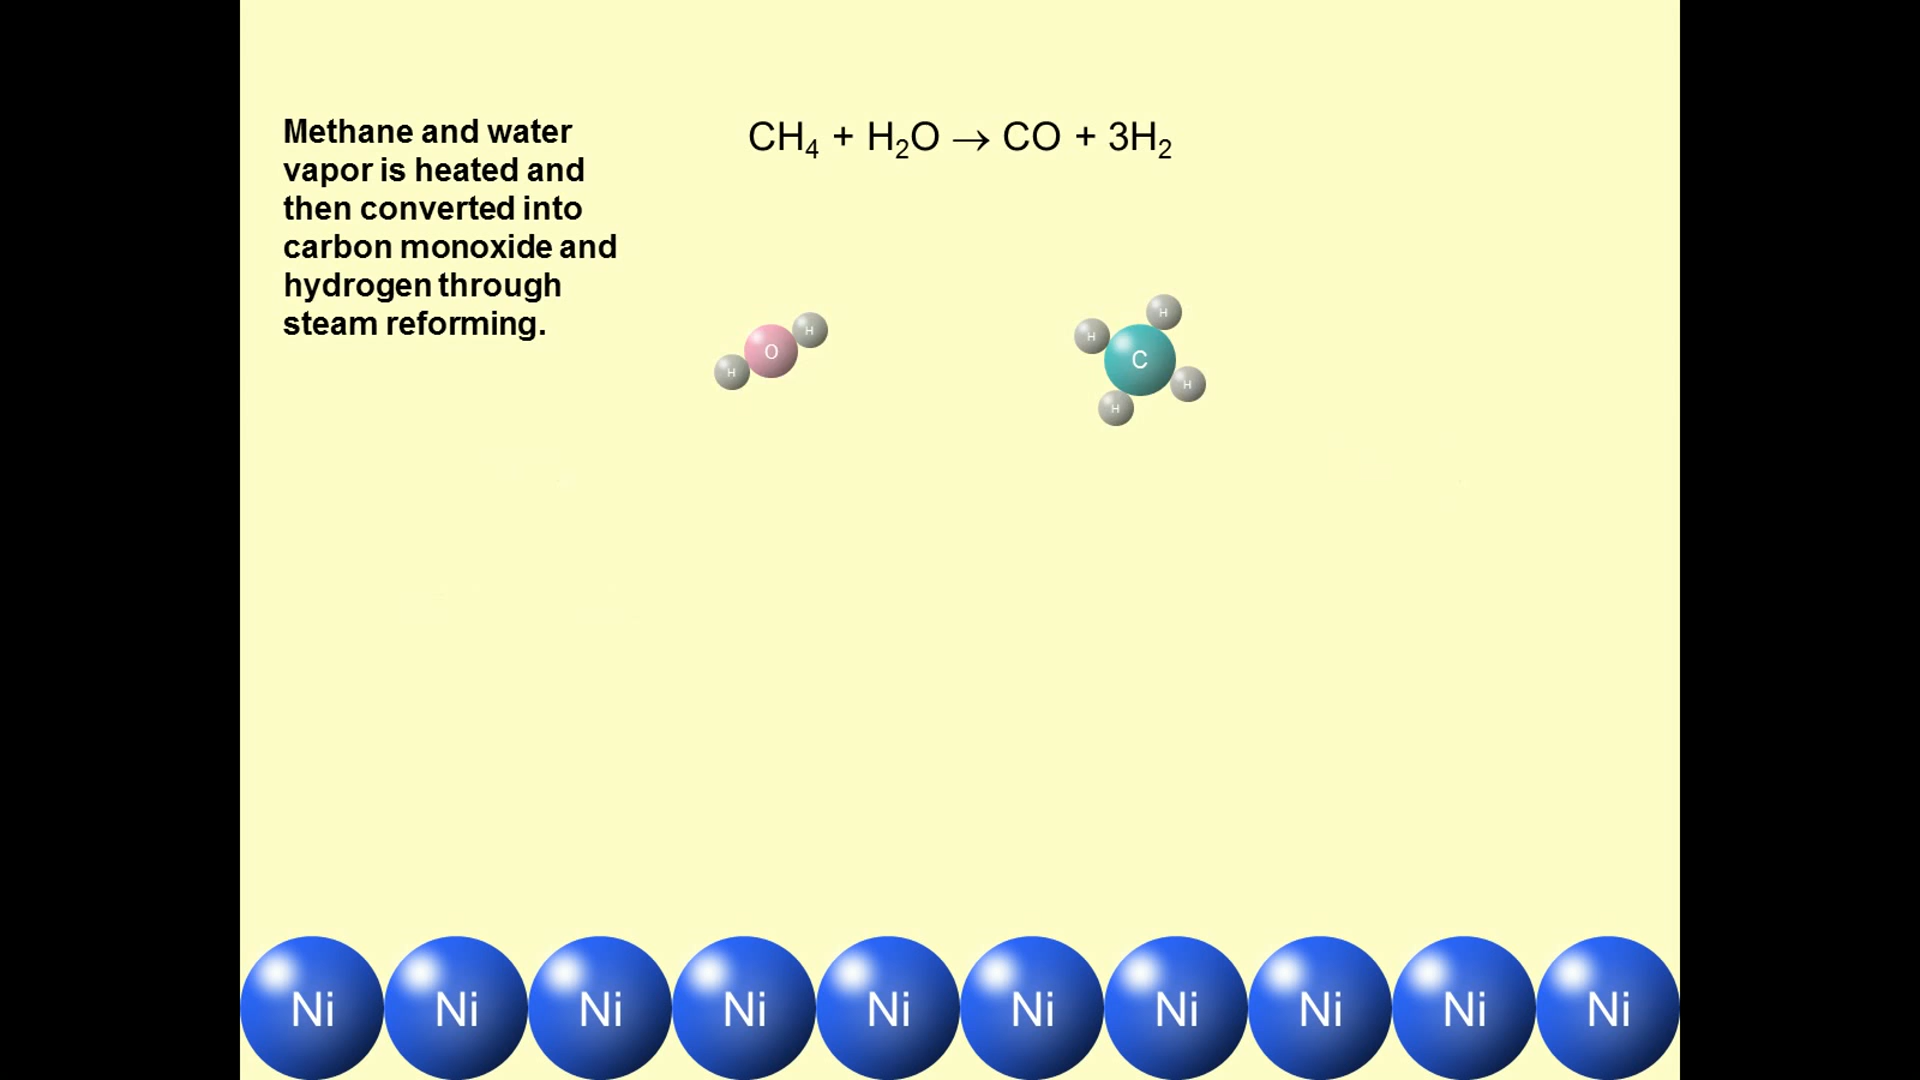 Methane and water
vapor is heated and
then converted into
carbon monoxide and
hydrogen through
steam reforming.
CH₄ + H₂O → CO + 3H₂
H
O
H
H
H
C
H
H
Ni Ni Ni Ni Ni Ni Ni Ni Ni Ni